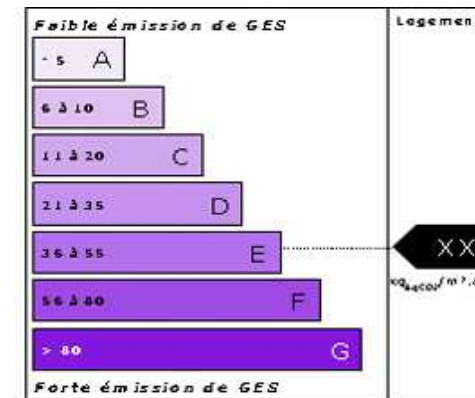 Faible émission de GES
Logemen
- 5 A
6 à 10 B
11 à 20 C
21 à 35 D
36 à 55 E
XX
56 à 80 F
> 80 G
Forte émission de GES